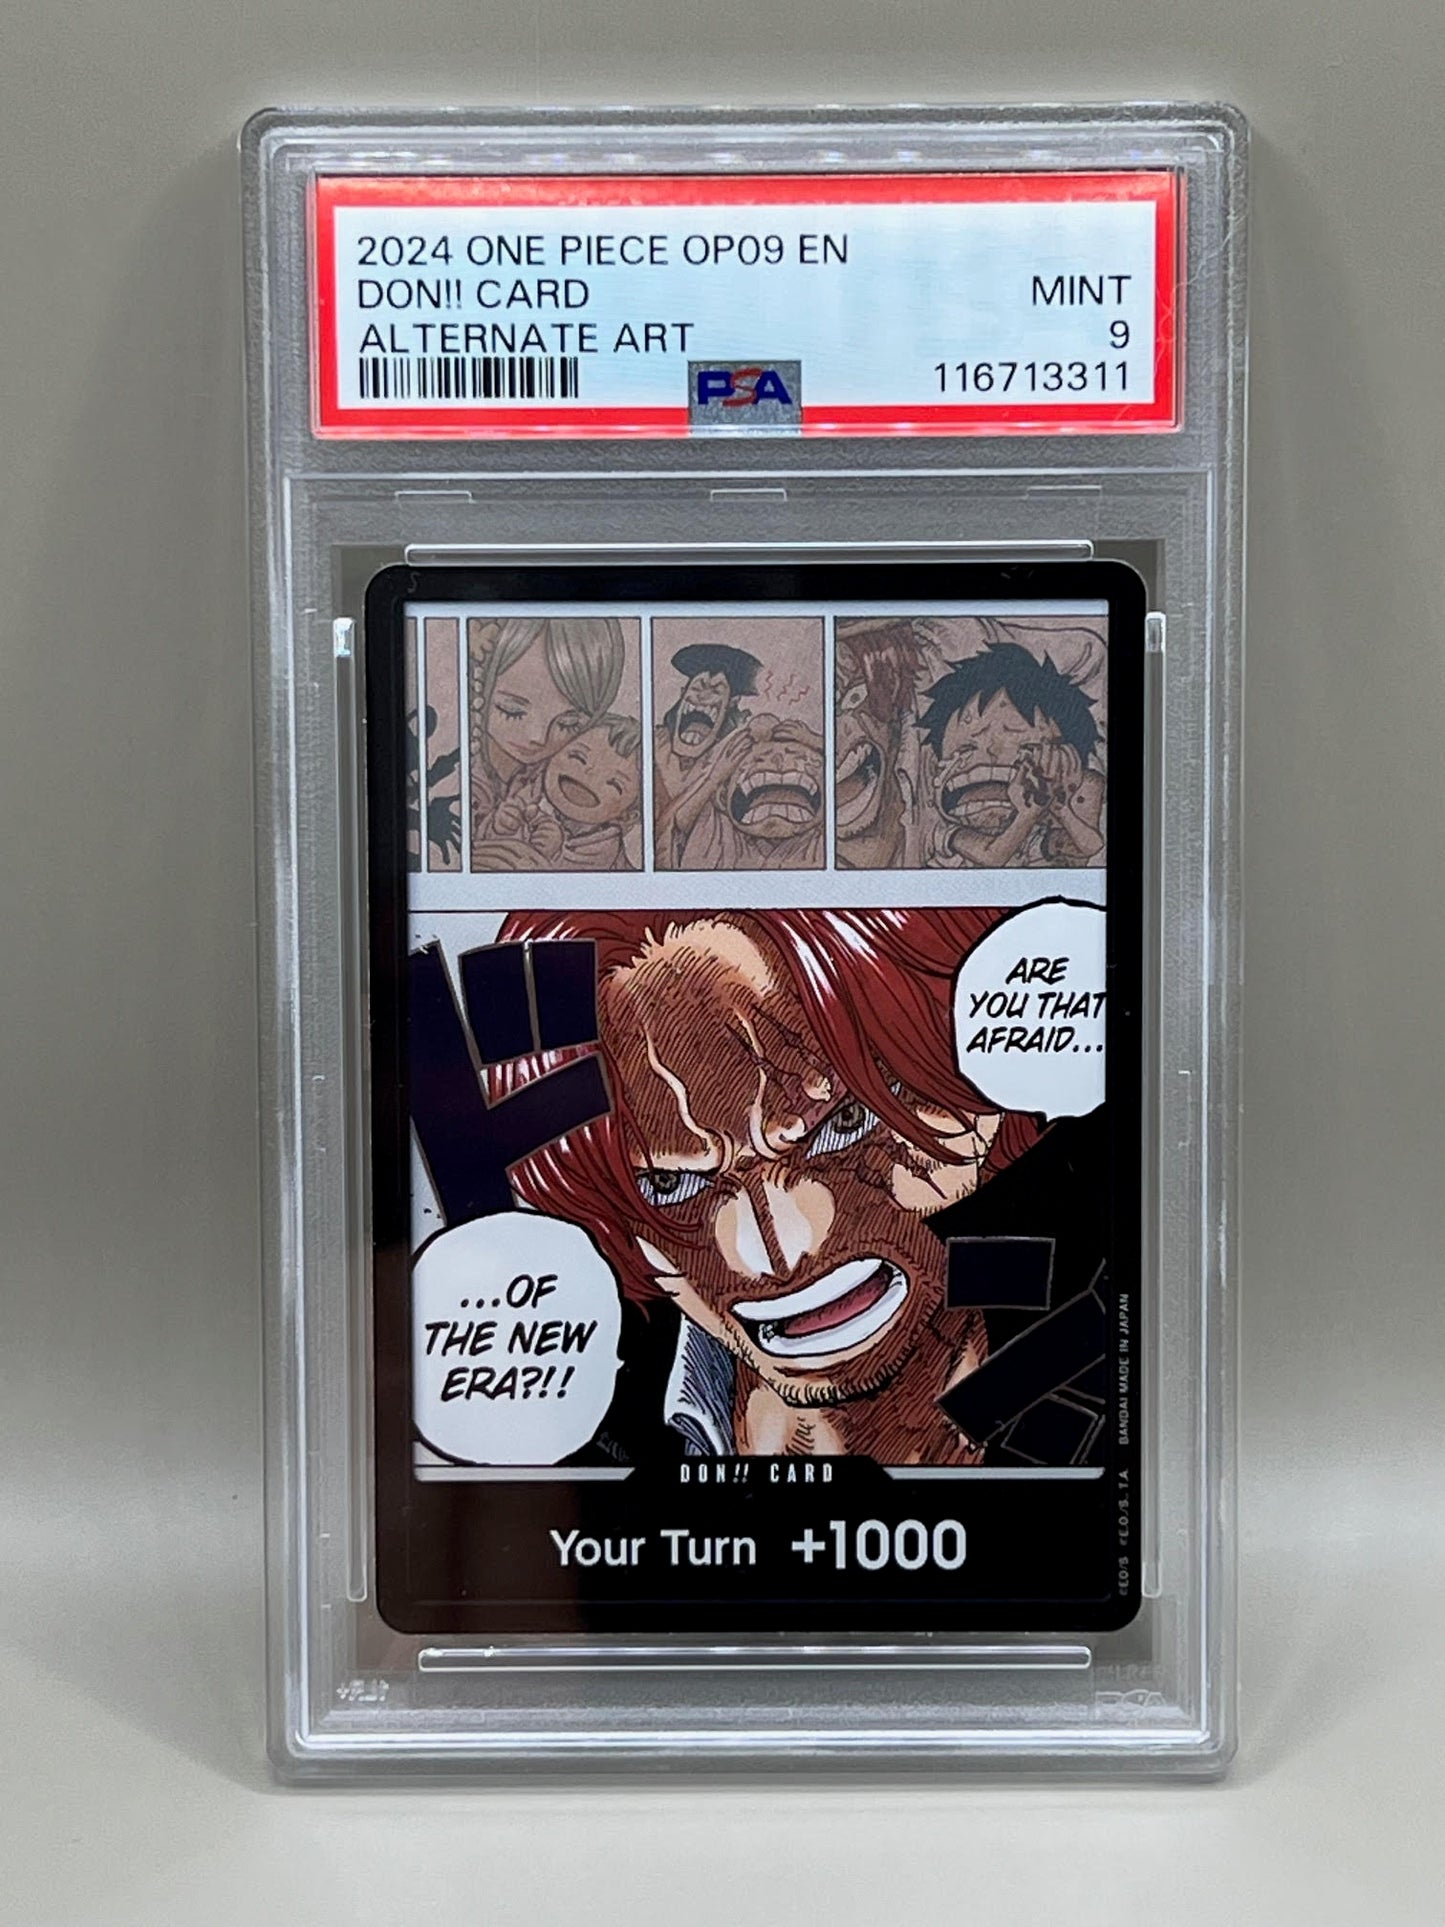 2024 ONE PIECE OP09 EN
DON!! CARD
MINT
ALTERNATE ART
9
PSA
116713311
ARE
YOU THAT
AFRAID...
...OF
THE NEW
ERA?!!
DON!! CARD
Your Turn +1000
©E.O/S. ©E.O./S., T.A. BANDAI MADE IN JAPAN